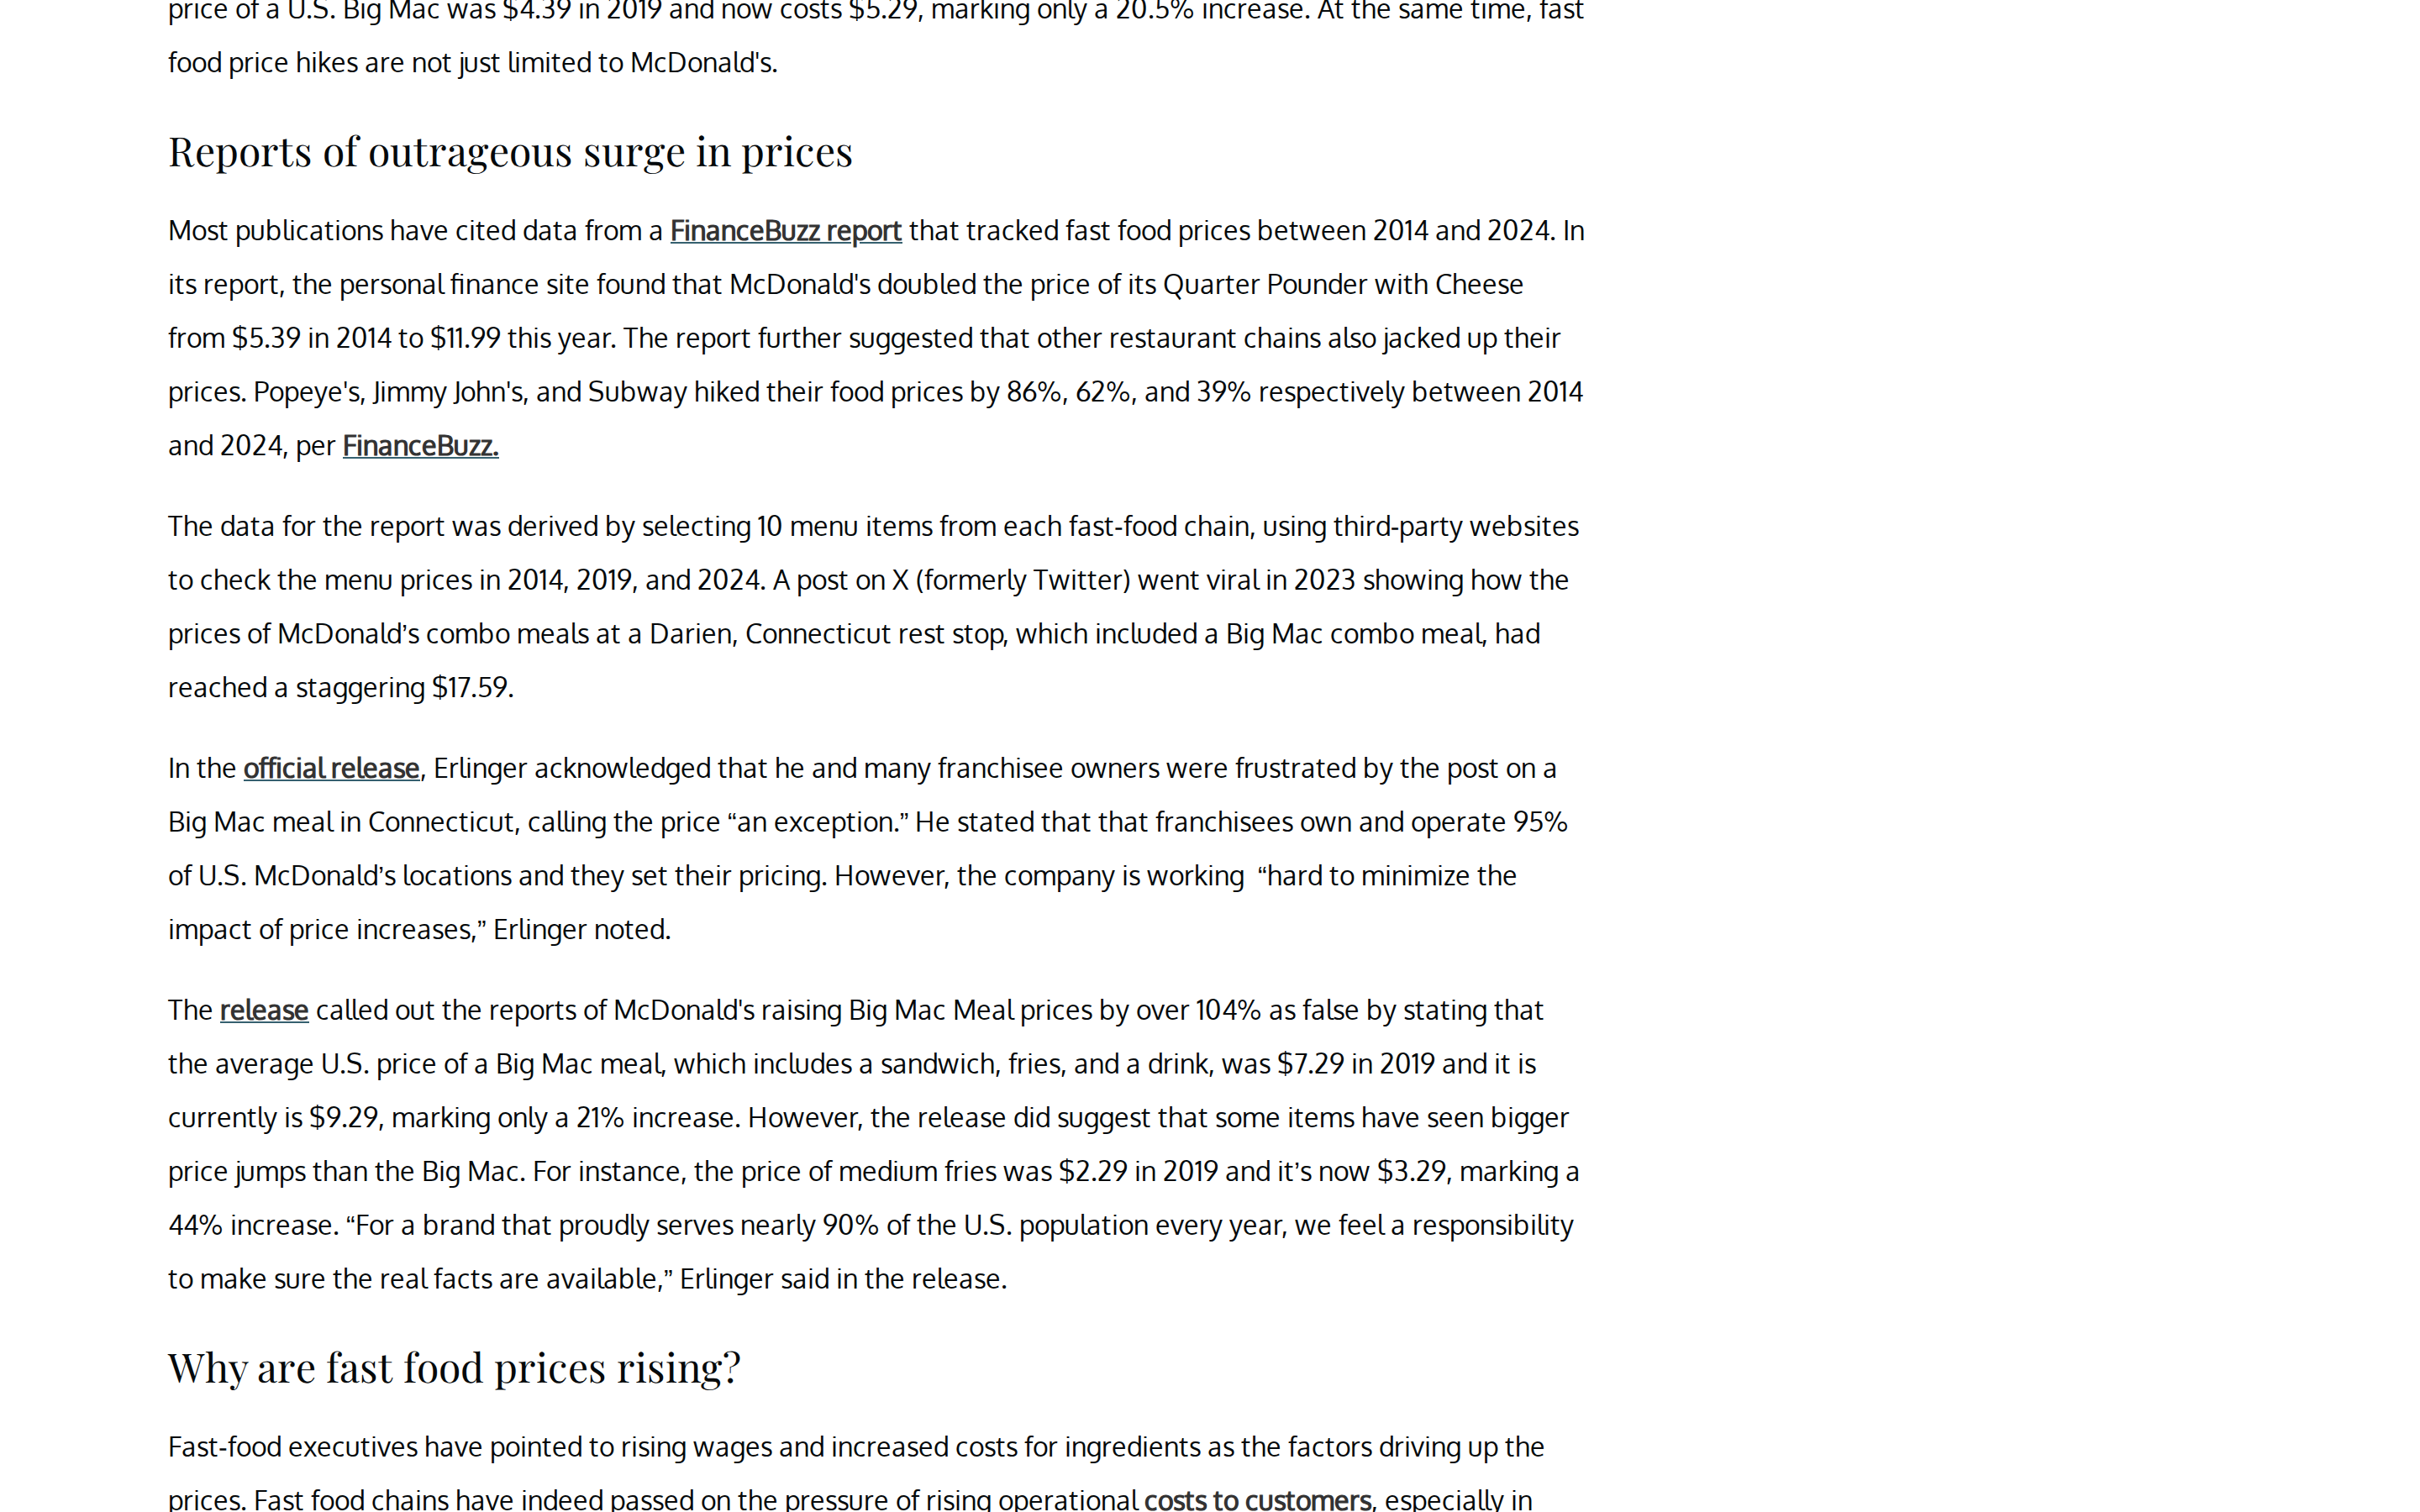 price of a U.S. Big Mac was $4.39 in 2019 and now costs $5.29, marking only a 20.5% increase. At the same time, fast
food price hikes are not just limited to McDonald's.
Reports of outrageous surge in prices
Most publications have cited data from a FinanceBuzz report that tracked fast food prices between 2014 and 2024. In
its report, the personal finance site found that McDonald's doubled the price of its Quarter Pounder with Cheese
from $5.39 in 2014 to $11.99 this year. The report further suggested that other restaurant chains also jacked up their
prices. Popeye's, Jimmy John's, and Subway hiked their food prices by 86%, 62%, and 39% respectively between 2014
and 2024, per FinanceBuzz.
The data for the report was derived by selecting 10 menu items from each fast-food chain, using third-party websites
to check the menu prices in 2014, 2019, and 2024. A post on X (formerly Twitter) went viral in 2023 showing how the
prices of McDonald’s combo meals at a Darien, Connecticut rest stop, which included a Big Mac combo meal, had
reached a staggering $17.59.
In the official release, Erlinger acknowledged that he and many franchisee owners were frustrated by the post on a
Big Mac meal in Connecticut, calling the price “an exception.” He stated that that franchisees own and operate 95%
of U.S. McDonald’s locations and they set their pricing. However, the company is working  “hard to minimize the
impact of price increases,” Erlinger noted.
The release called out the reports of McDonald's raising Big Mac Meal prices by over 104% as false by stating that
the average U.S. price of a Big Mac meal, which includes a sandwich, fries, and a drink, was $7.29 in 2019 and it is
currently is $9.29, marking only a 21% increase. However, the release did suggest that some items have seen bigger
price jumps than the Big Mac. For instance, the price of medium fries was $2.29 in 2019 and it’s now $3.29, marking a
44% increase. “For a brand that proudly serves nearly 90% of the U.S. population every year, we feel a responsibility
to make sure the real facts are available,” Erlinger said in the release.
Why are fast food prices rising?
Fast-food executives have pointed to rising wages and increased costs for ingredients as the factors driving up the
prices. Fast food chains have indeed passed on the pressure of rising operational costs to customers, especially in